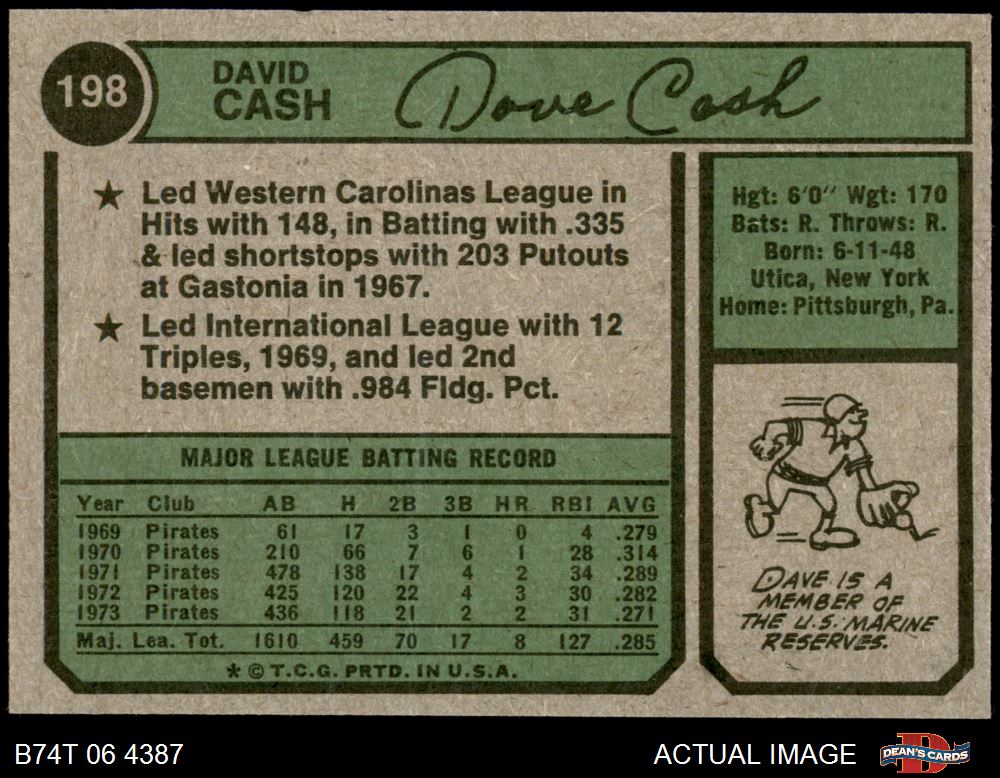 198
DAVID
CASH
Dave Cash
★ Led Western Carolinas League in
Hits with 148, in Batting with .335
& led shortstops with 203 Putouts
at Gastonia in 1967.
★ Led International League with 12
Triples, 1969, and led 2nd
basemen with .984 Fldg. Pct.
Hgt: 6'0'' Wgt: 170
Bats: R. Throws: R.
Born: 6-11-48
Utica, New York
Home: Pittsburgh, Pa.
MAJOR LEAGUE BATTING RECORD
Year Club AB H 2B 3B HR RBI AVG
1969 Pirates 61 17 3 1 0 4 .279
1970 Pirates 210 66 7 6 1 28 .314
1971 Pirates 478 138 17 4 2 34 .289
1972 Pirates 425 120 22 4 3 30 .282
1973 Pirates 436 118 21 2 2 31 .271
Maj. Lea. Tot. 1610 459 70 17 8 127 .285
* © T.C.G. PRTD. IN U.S.A.
DAVE IS A
MEMBER OF
THE U.S. MARINE
RESERVES.
B74T 06 4387
ACTUAL IMAGE
DEAN'S CARDS